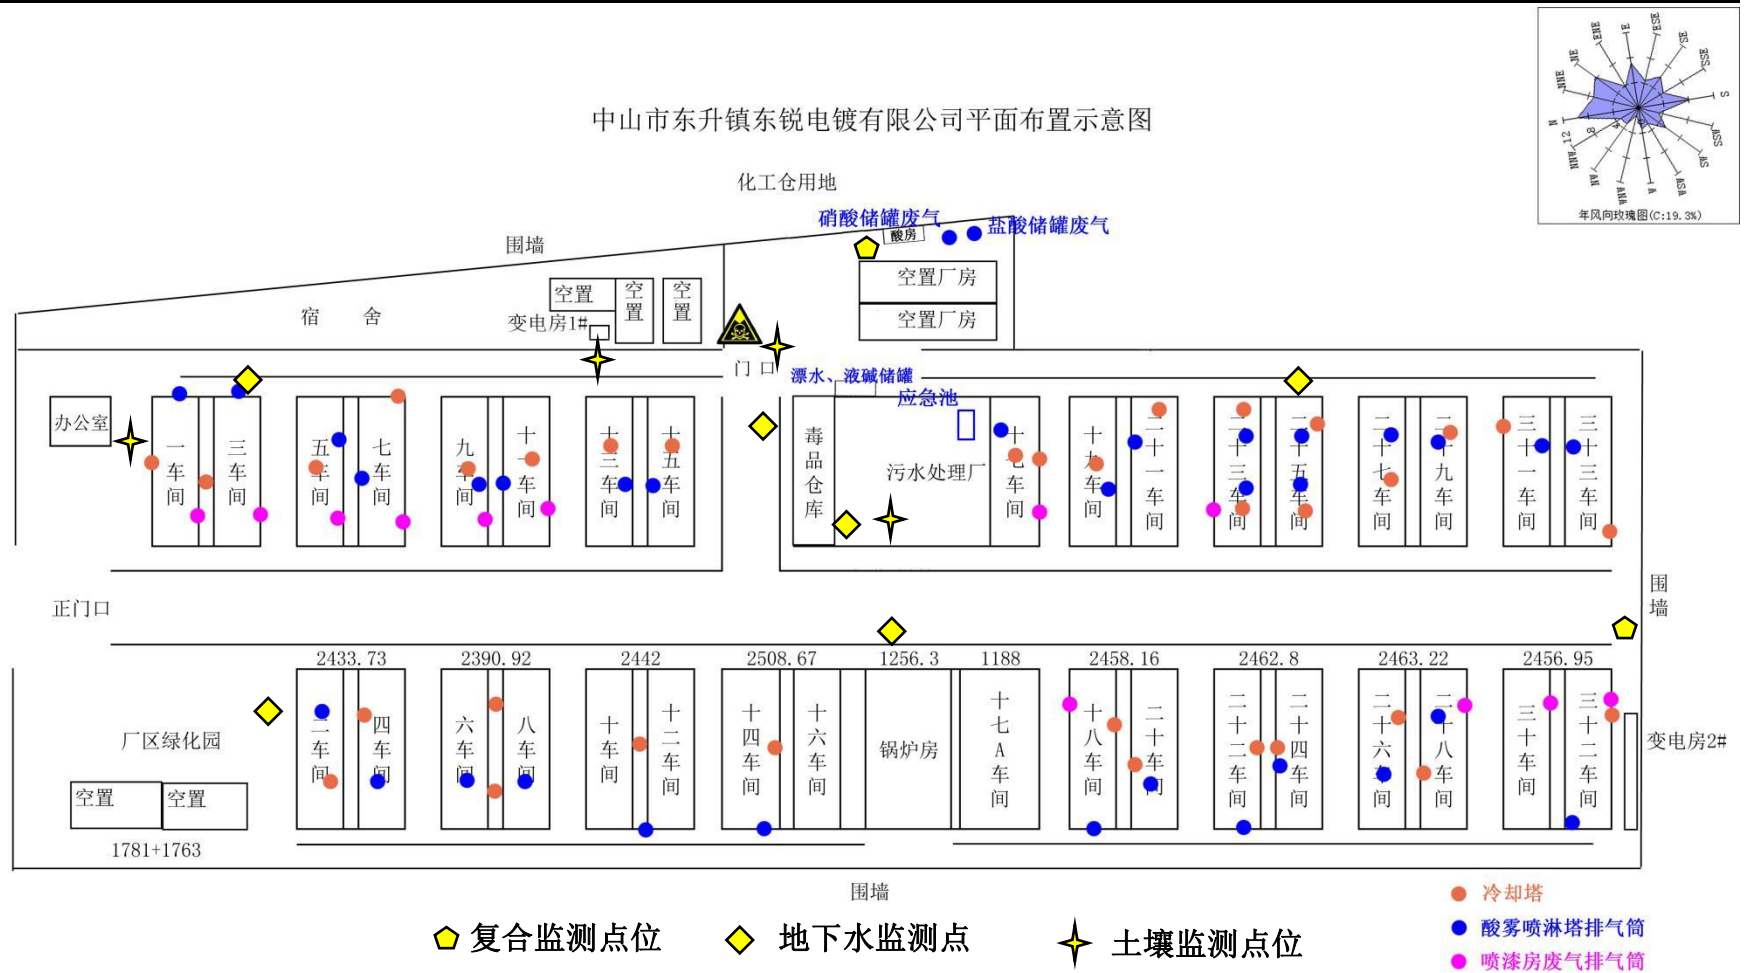 中山市东升镇东锐电镀有限公司平面布置示意图
E
ESE
SE
SSE
S
SSW
SW
WSW
W
WNW
NW
NNW
N
NNE
NE
ENE
12
8
年风向玫瑰图(C:19.3%)
化工仓用地
硝酸储罐废气
盐酸储罐废气
酸房
围墙
空置厂房
空置厂房
空置
空置
空置
宿 舍
变电房1#
门 口
漂水、液碱储罐
应急池
办公室
一车间
三车间
五车间
七车间
九车间
十一车间
十三车间
十五车间
毒品仓库
污水处理厂
十七车间
十九车间
二十一车间
二十三车间
二十五车间
二十七车间
二十九车间
三十一车间
三十三车间
围墙
正门口
2433.73
2390.92
2442
2508.67
1256.3
1188
2458.16
2462.8
2463.22
2456.95
厂区绿化园
二车间
四车间
六车间
八车间
十车间
十二车间
十四车间
十六车间
锅炉房
十七A车间
十八车间
二十车间
二十二车间
二十四车间
二十六车间
二十八车间
三十车间
三十二车间
变电房2#
空置
空置
1781+1763
围墙
冷却塔
酸雾喷淋塔排气筒
喷漆房废气排气筒
复合监测点位
地下水监测点
土壤监测点位